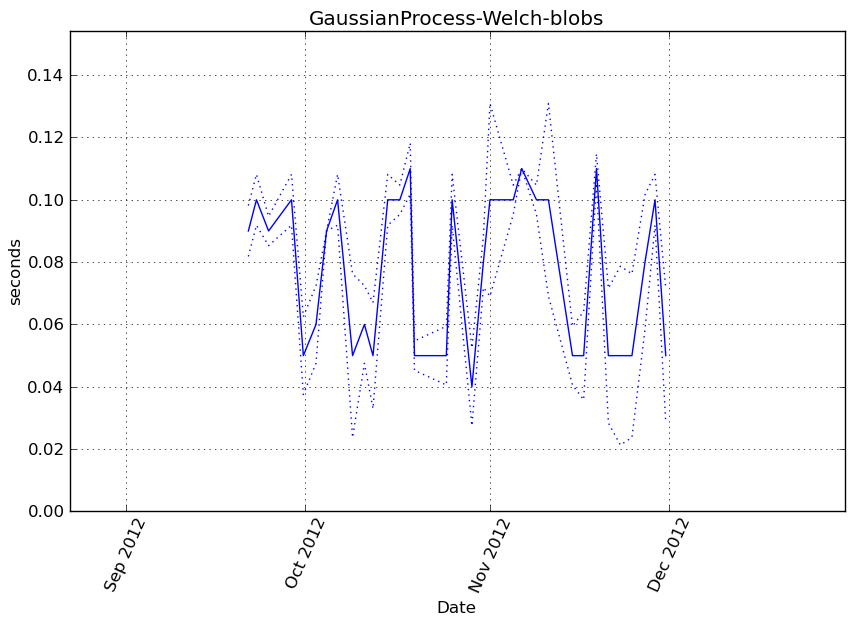 GaussianProcess-Welch-blobs
seconds
0.14
0.12
0.10
0.08
0.06
0.04
0.02
0.00
Sep 2012
Oct 2012
Nov 2012
Dec 2012
Date